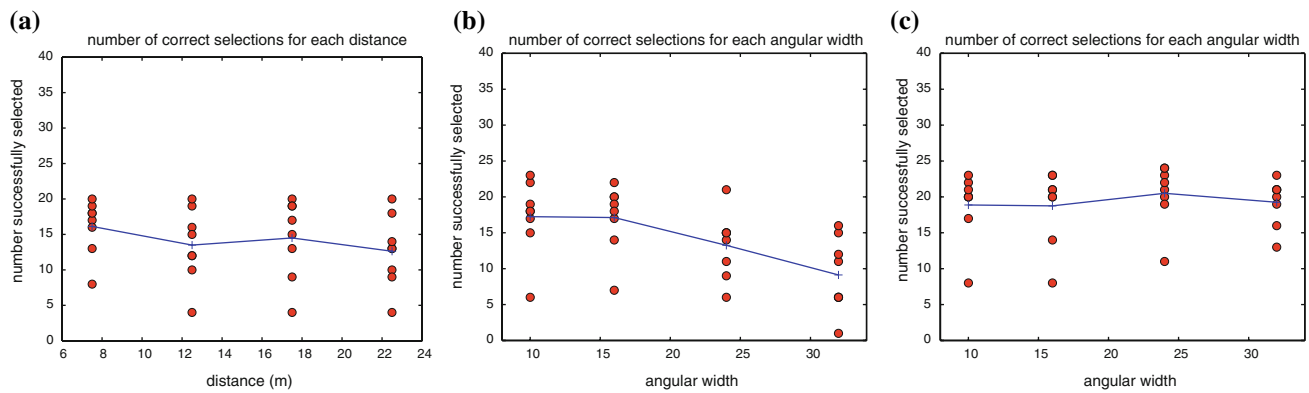 (a)
number of correct selections for each distance
number successfully selected
40
35
30
25
20
15
10
5
0
6 8 10 12 14 16 18 20 22 24
distance (m)
(b)
number of correct selections for each angular width
number successfully selected
40
35
30
25
20
15
10
5
0
10 15 20 25 30
angular width
(c)
number of correct selections for each angular width
number successfully selected
40
35
30
25
20
15
10
5
0
10 15 20 25 30
angular width